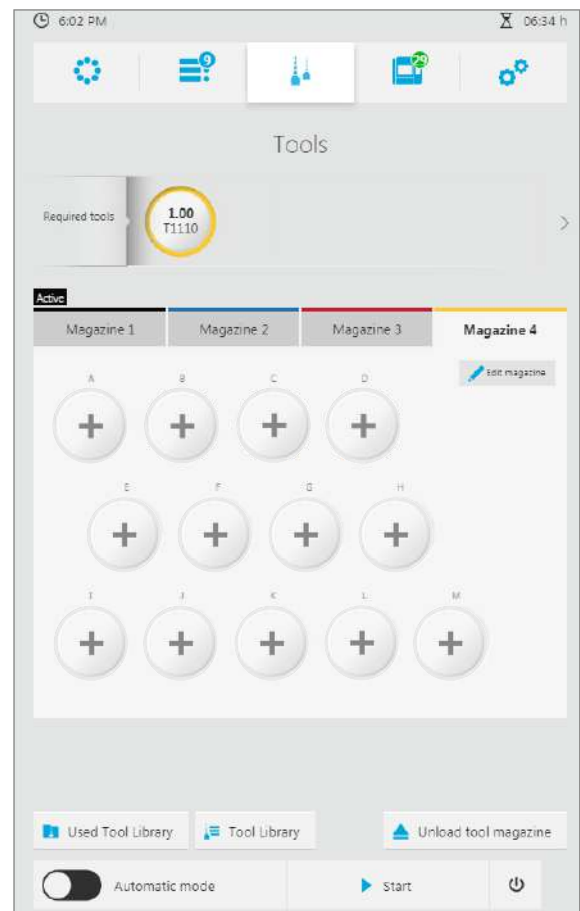 6:02 PM 06:34 h
9 29
Tools
Required tools
1.00
T1110
Active
Magazine 1 Magazine 2 Magazine 3 Magazine 4
Edit magazine
A B C D
E F G H
I J K L M
Used Tool Library Tool Library Unload tool magazine
Automatic mode Start